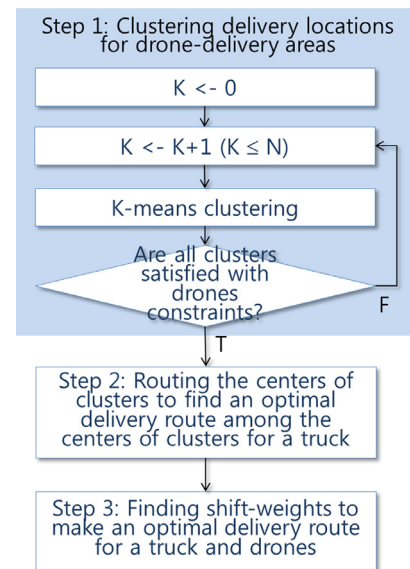 Step 1: Clustering delivery locations
for drone-delivery areas
K <- 0
K <- K+1 (K ≤ N)
K-means clustering
Are all clusters
satisfied with
drones
constraints?
F
T
Step 2: Routing the centers of
clusters to find an optimal
delivery route among the
centers of clusters for a truck
Step 3: Finding shift-weights to
make an optimal delivery route
for a truck and drones